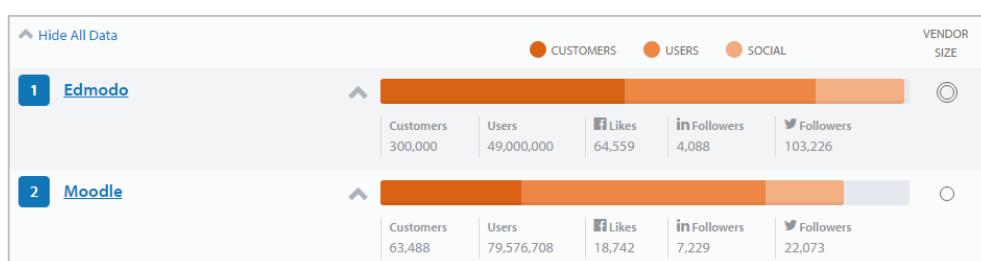 Hide All Data
CUSTOMERS USERS SOCIAL
VENDOR
SIZE
1 Edmodo
Customers Users Likes in Followers Followers
300,000 49,000,000 64,559 4,088 103,226
2 Moodle
Customers Users Likes in Followers Followers
63,488 79,576,708 18,742 7,229 22,073